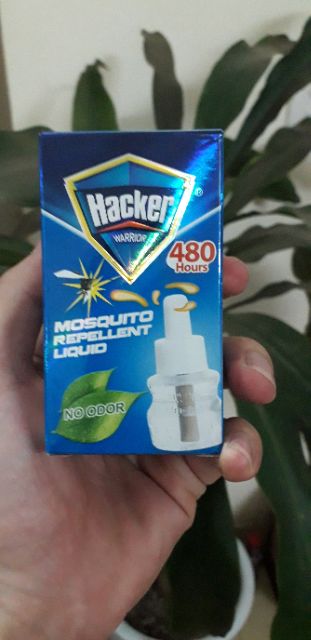 Hacker
®
WARRIOR
480
Hours
MOSQUITO
REPELLENT
LIQUID
NO ODOR